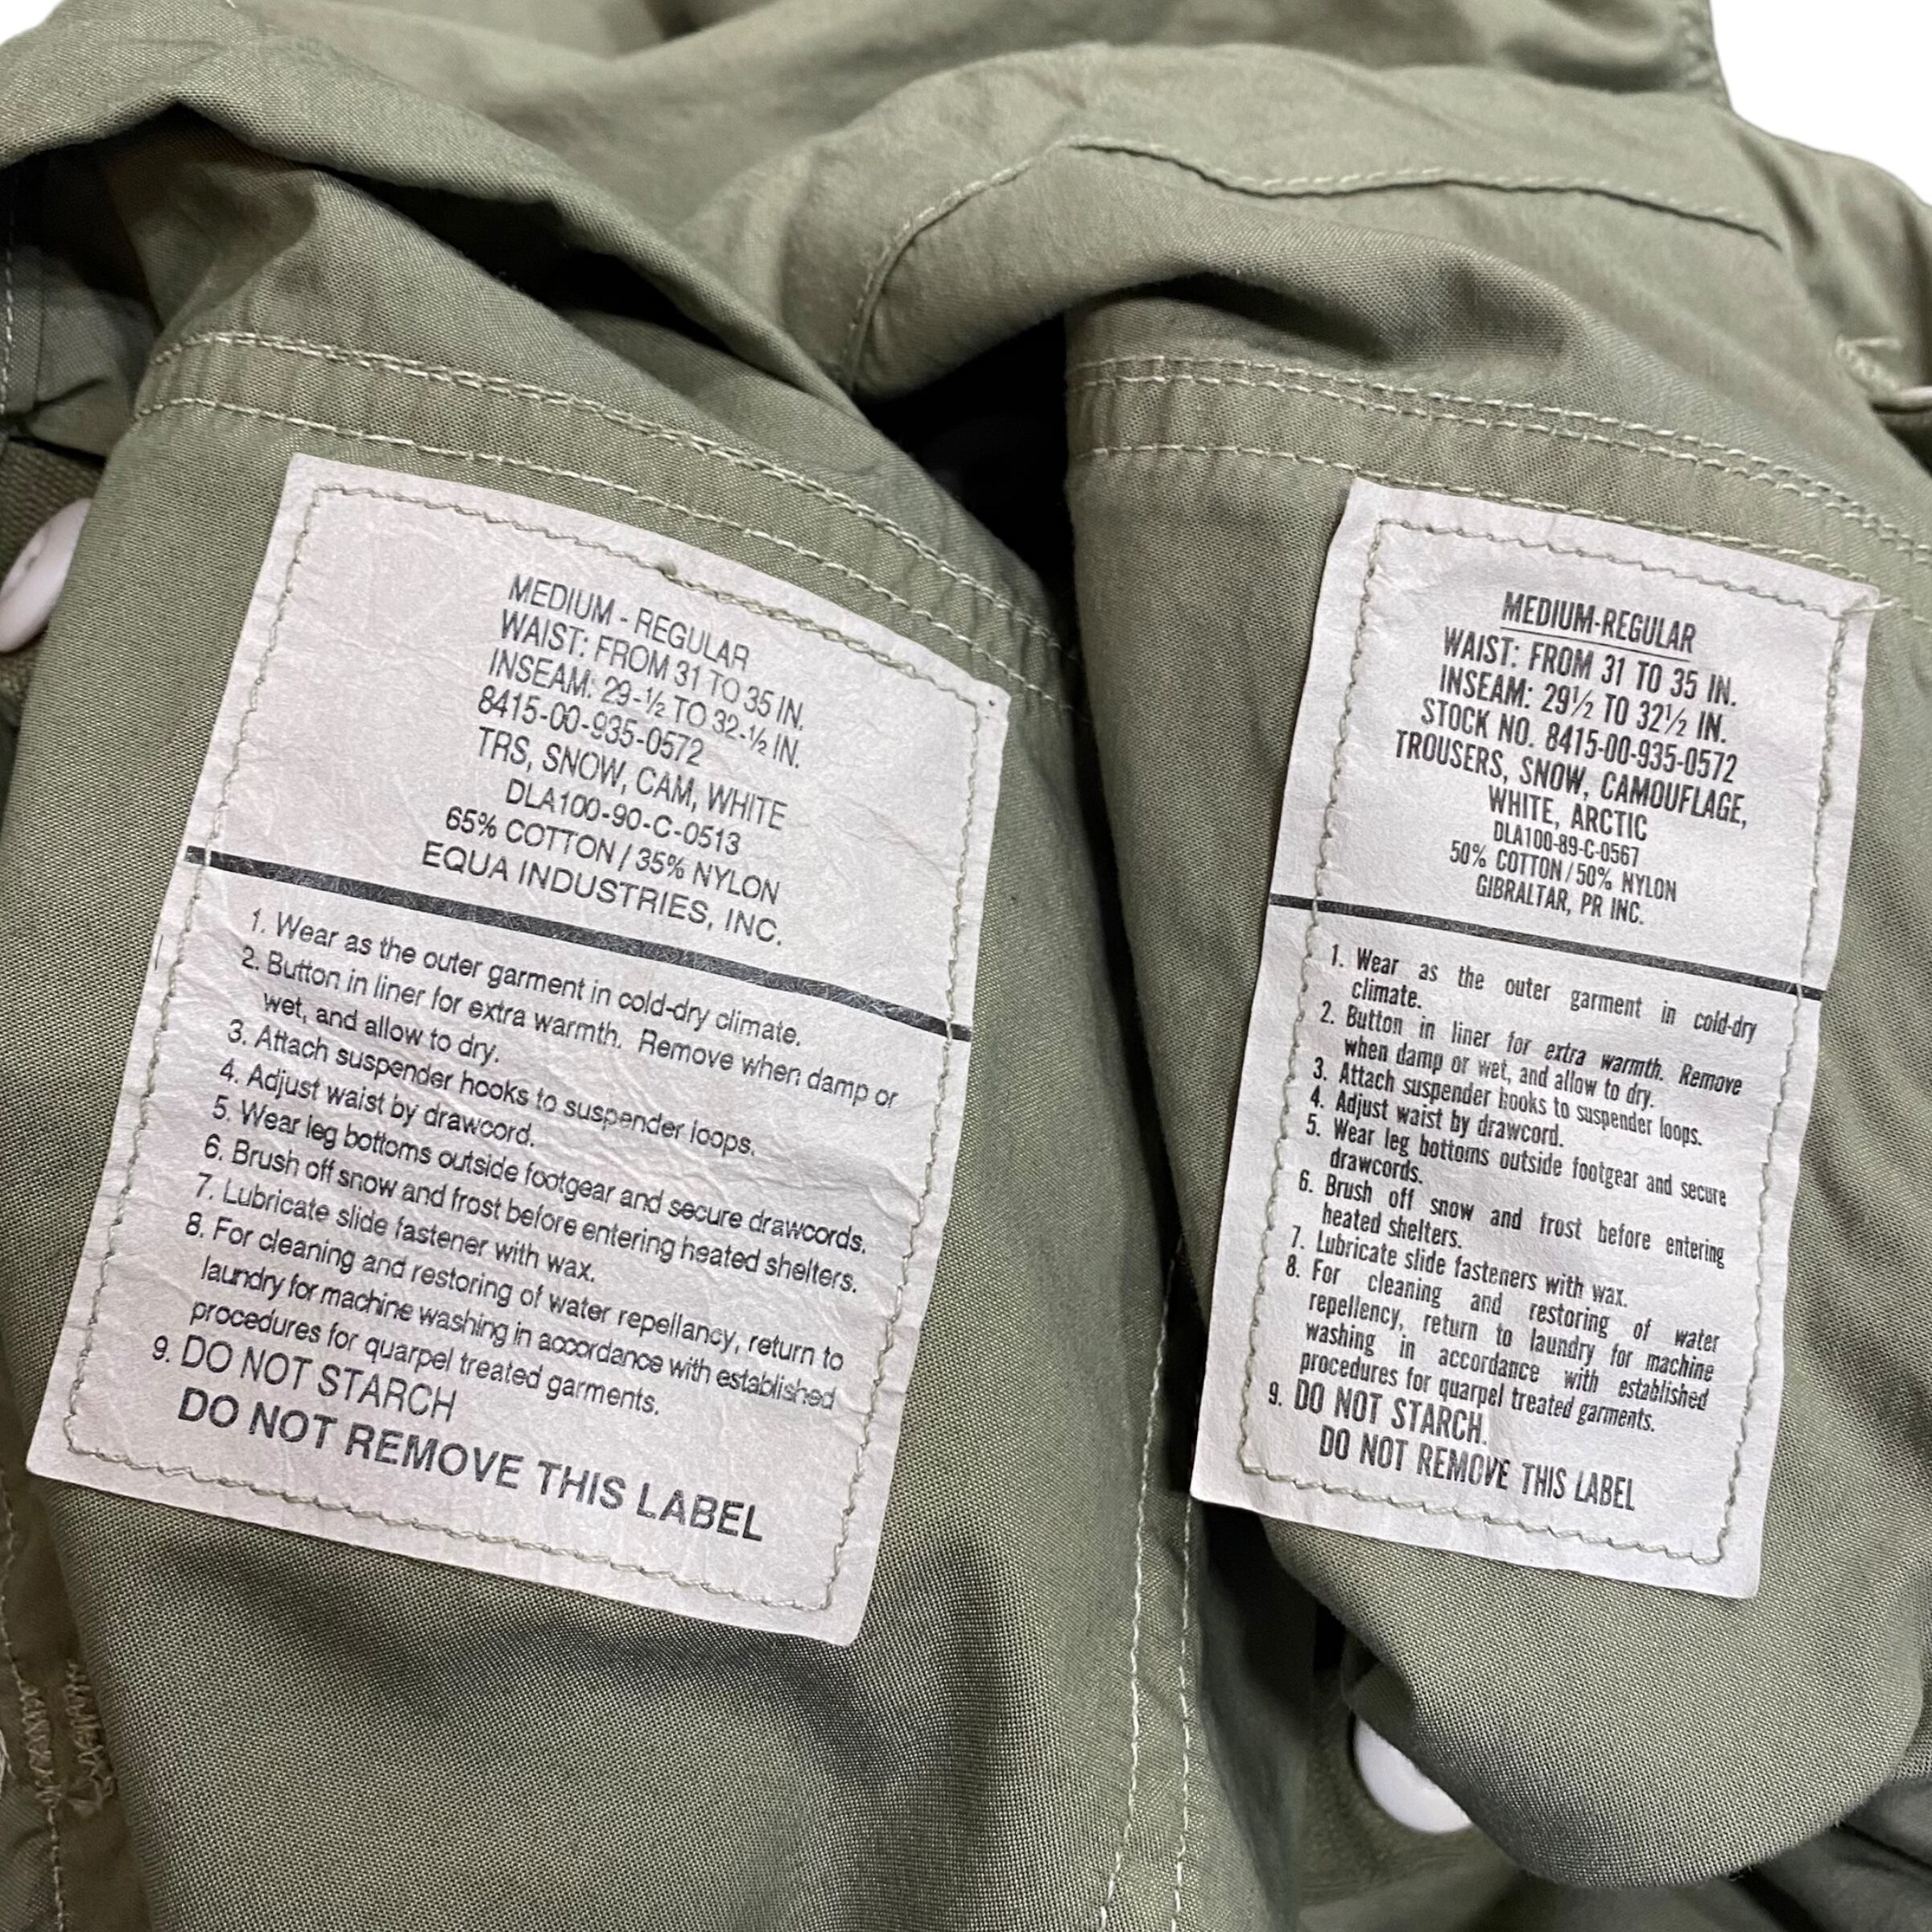 MEDIUM - REGULAR
WAIST: FROM 31 TO 35 IN.
INSEAM: 29-½ TO 32-½ IN.
8415-00-935-0572
TRS, SNOW, CAM, WHITE
DLA100-90-C-0513
65% COTTON / 35% NYLON
EQUA INDUSTRIES, INC.
1. Wear as the outer garment in cold-dry climate.
2. Button in liner for extra warmth. Remove when damp or
wet, and allow to dry.
3. Attach suspender hooks to suspender loops.
4. Adjust waist by drawcord.
5. Wear leg bottoms outside footgear and secure drawcords.
6. Brush off snow and frost before entering heated shelters.
7. Lubricate slide fastener with wax.
8. For cleaning and restoring of water repellancy, return to
laundry for machine washing in accordance with established
procedures for quarpel treated garments.
9. DO NOT STARCH
DO NOT REMOVE THIS LABEL
MEDIUM-REGULAR
WAIST: FROM 31 TO 35 IN.
INSEAM: 29½ TO 32½ IN.
STOCK NO. 8415-00-935-0572
TROUSERS, SNOW, CAMOUFLAGE,
WHITE, ARCTIC
DLA100-89-C-0567
50% COTTON/50% NYLON
GIBRALTAR, PR INC.
1. Wear as the outer garment in cold-dry
climate.
2. Button in liner for extra warmth. Remove
when damp or wet, and allow to dry.
3. Attach suspender hooks to suspender loops.
4. Adjust waist by drawcord.
5. Wear leg bottoms outside footgear and secure
drawcords.
6. Brush off snow and frost before entering
heated shelters.
7. Lubricate slide fasteners with wax.
8. For cleaning and restoring of water
repellency, return to laundry for machine
washing in accordance with established
procedures for quarpel treated garments.
9. DO NOT STARCH.
DO NOT REMOVE THIS LABEL